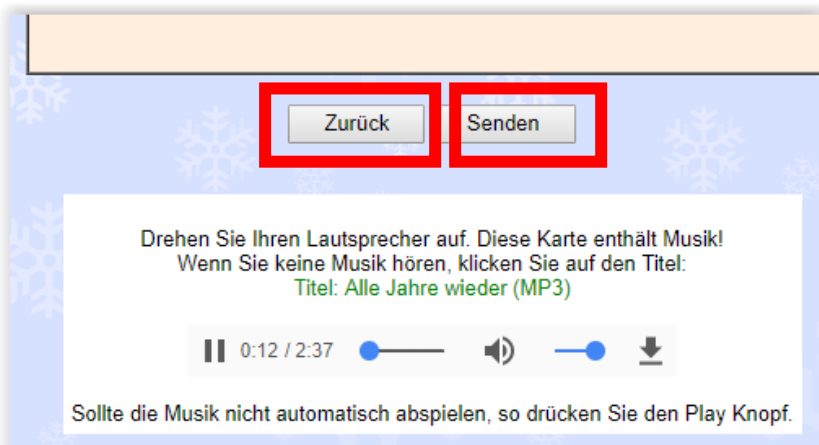 Zurück Senden
Drehen Sie Ihren Lautsprecher auf. Diese Karte enthält Musik!
Wenn Sie keine Musik hören, klicken Sie auf den Titel:
Titel: Alle Jahre wieder (MP3)
0:12 / 2:37
Sollte die Musik nicht automatisch abspielen, so drücken Sie den Play Knopf.